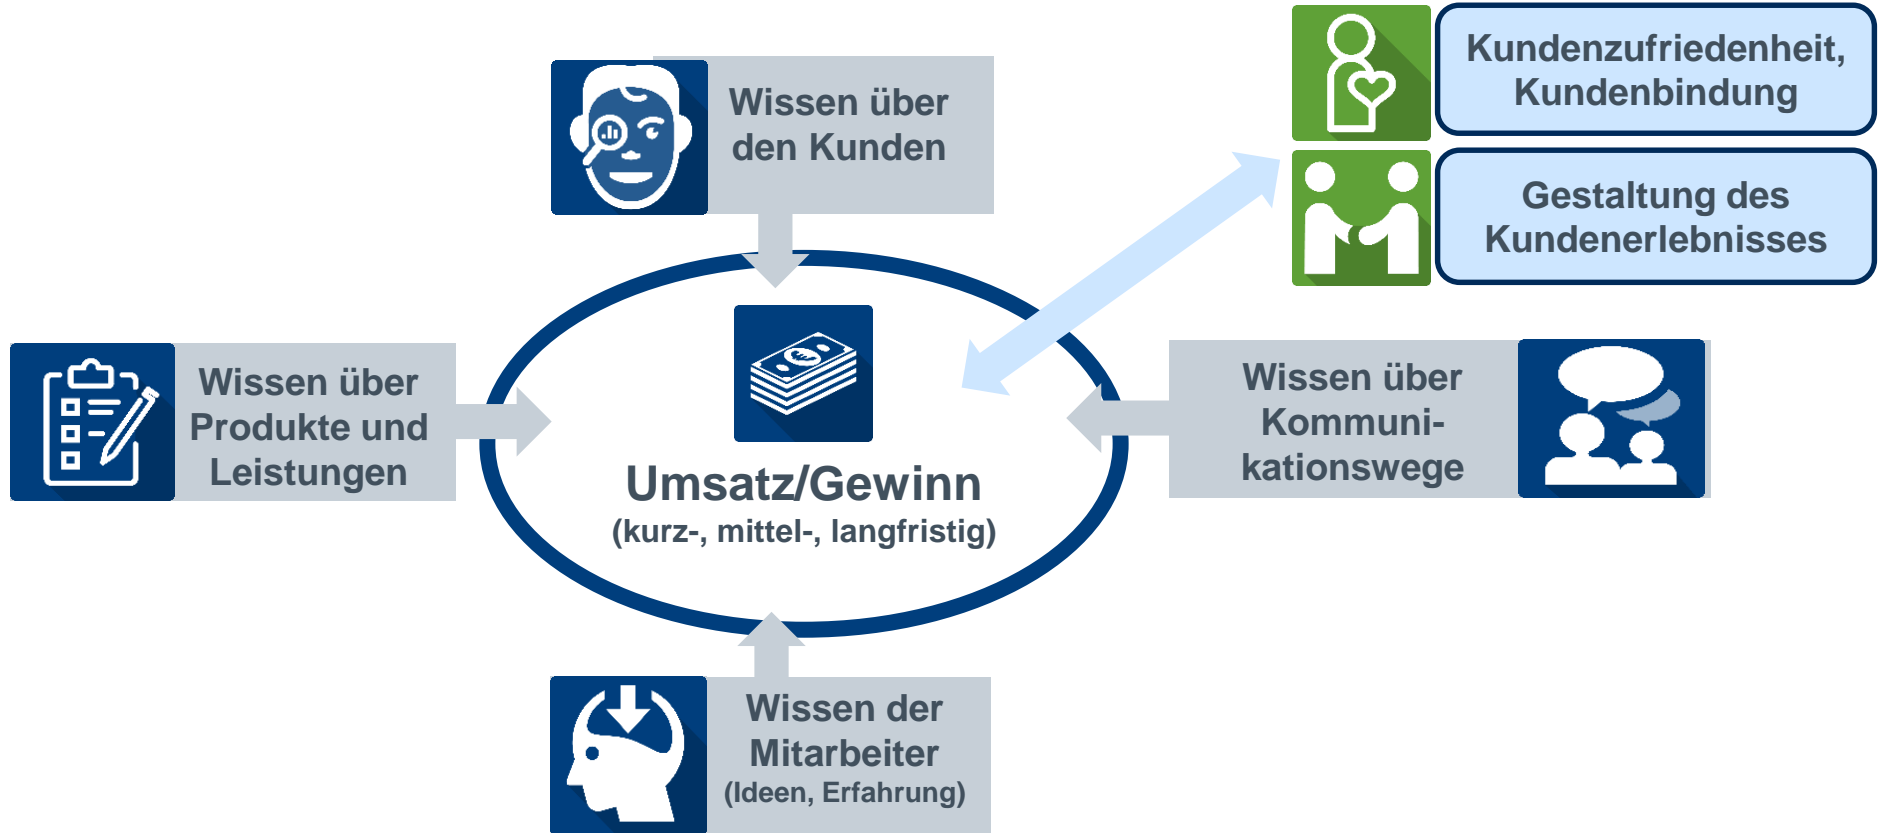 Kundenzufriedenheit,
Kundenbindung
Wissen über
den Kunden
Gestaltung des
Kundenerlebnisses
Wissen über
Produkte und
Leistungen
Umsatz/Gewinn
(kurz-, mittel-, langfristig)
Wissen über
Kommuni-
kationswege
Wissen der
Mitarbeiter
(Ideen, Erfahrung)